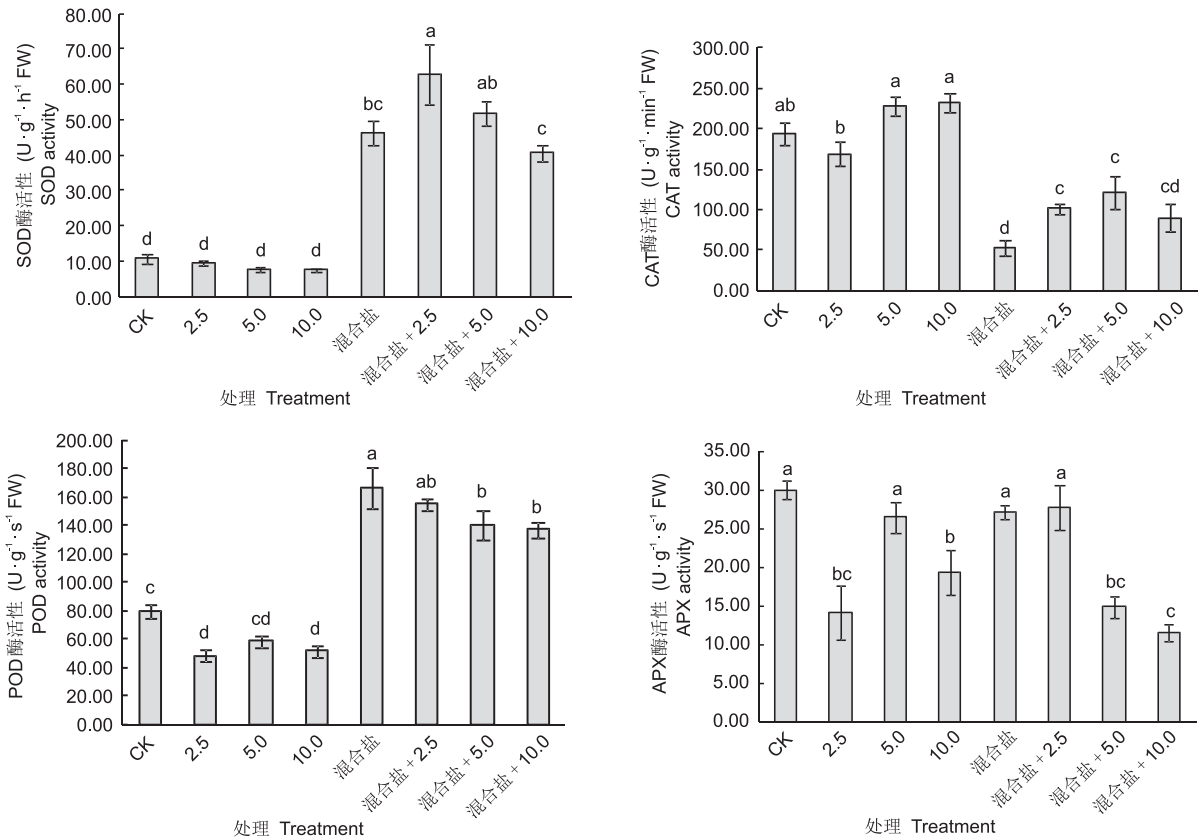 SOD酶活性 (U·g⁻¹·h⁻¹ FW)
SOD activity
80.00
70.00
60.00
50.00
40.00
30.00
20.00
10.00
0.00
d
d
d
d
bc
a
ab
c
CK
2.5
5.0
10.0
混合盐
混合盐 + 2.5
混合盐 + 5.0
混合盐 + 10.0
处理 Treatment
CAT酶活性 (U·g⁻¹·min⁻¹ FW)
CAT activity
300.00
250.00
200.00
150.00
100.00
50.00
0.00
ab
b
a
a
d
c
c
cd
CK
2.5
5.0
10.0
混合盐
混合盐 + 2.5
混合盐 + 5.0
混合盐 + 10.0
处理 Treatment
POD酶活性 (U·g⁻¹·s⁻¹ FW)
POD activity
200.00
180.00
160.00
140.00
120.00
100.00
80.00
60.00
40.00
20.00
0.00
c
d
cd
d
a
ab
b
b
CK
2.5
5.0
10.0
混合盐
混合盐 + 2.5
混合盐 + 5.0
混合盐 + 10.0
处理 Treatment
APX酶活性 (U·g⁻¹·s⁻¹ FW)
APX activity
35.00
30.00
25.00
20.00
15.00
10.00
5.00
0.00
a
bc
a
b
a
a
bc
c
CK
2.5
5.0
10.0
混合盐
混合盐 + 2.5
混合盐 + 5.0
混合盐 + 10.0
处理 Treatment